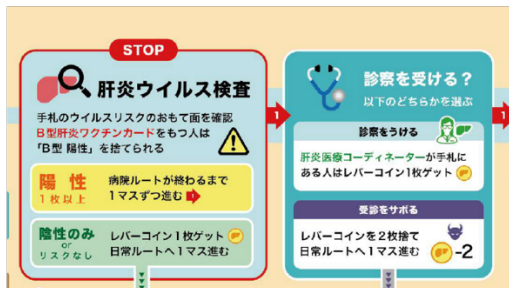 STOP
肝炎ウイルス検査
手札のウイルスリスクのおもて面を確認
B型肝炎ワクチンカードをもつ人は
「B型 陽性」を捨てられる
陽性
1枚以上
病院ルートが終わるまで
1マスずつ進む 1
陰性のみ
or
リスクなし
レバーコイン1枚ゲット
日常ルートへ1マス進む
1
診察を受ける?
以下のどちらかを選ぶ
診察をうける
肝炎医療コーディネーターが手札に
ある人はレバーコイン1枚ゲット
受診をサボる
レバーコインを2枚捨て
日常ルートへ1マス進む
-2
1